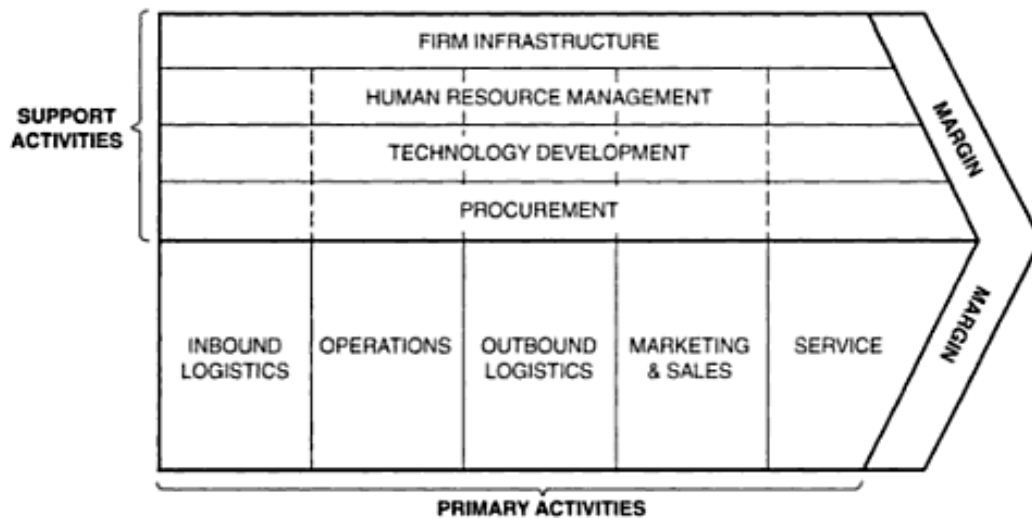 FIRM INFRASTRUCTURE
HUMAN RESOURCE MANAGEMENT
SUPPORT
ACTIVITIES
TECHNOLOGY DEVELOPMENT
PROCUREMENT
MARGIN
INBOUND
LOGISTICS
OPERATIONS
OUTBOUND
LOGISTICS
MARKETING
& SALES
SERVICE
MARGIN
PRIMARY ACTIVITIES